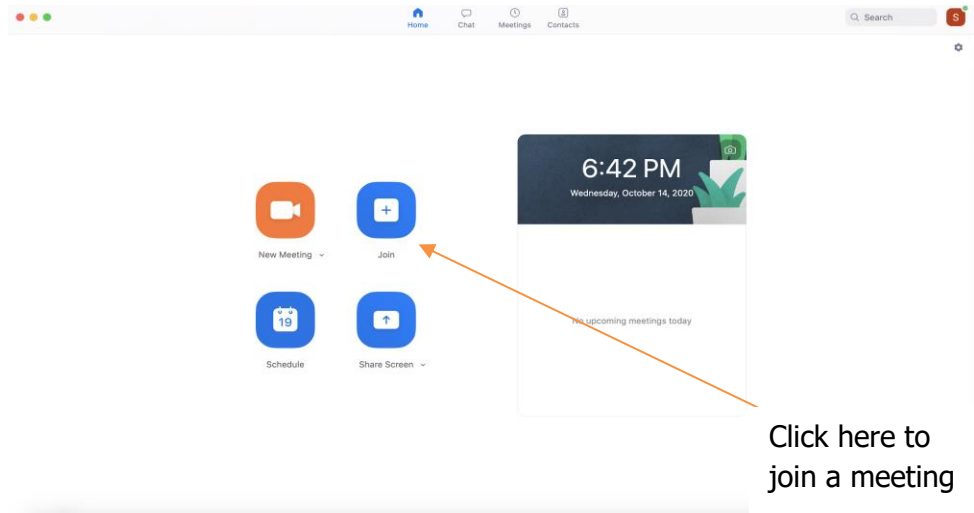 Home Chat Meetings Contacts
Search
S
6:42 PM
Wednesday, October 14, 2020
New Meeting Join
19
Schedule Share Screen
No upcoming meetings today
Click here to
join a meeting